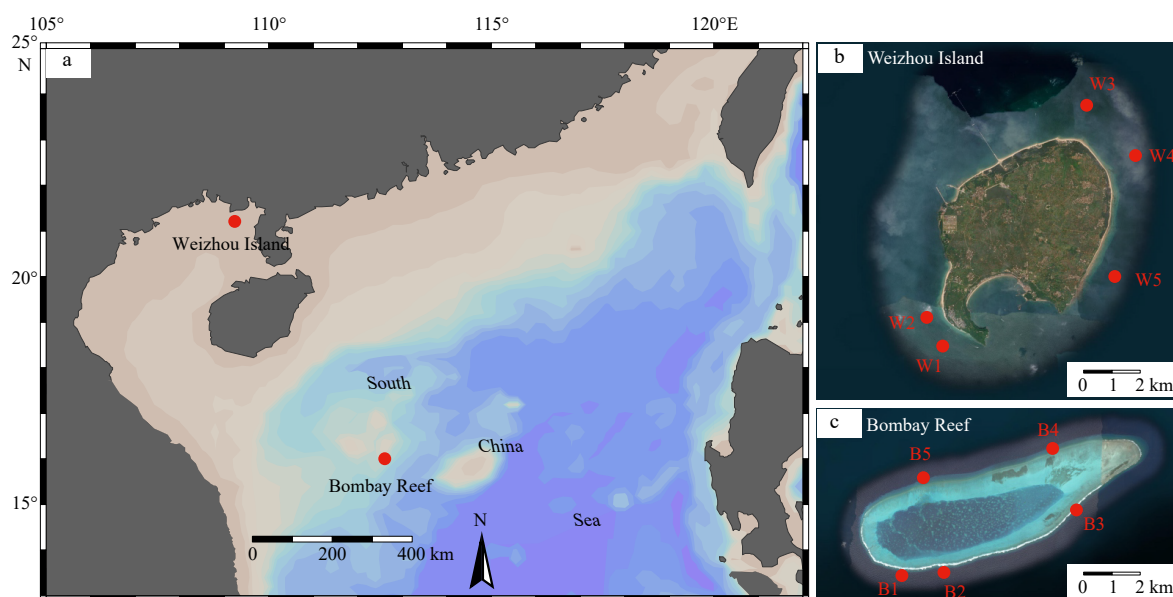 105°
110°
115°
120°E
25°
N
a
Weizhou Island
20°
South
China
Bombay Reef
15°
N
Sea
0
200
400 km
b
Weizhou Island
W3
W4
W5
W2
W1
0
1
2 km
c
Bombay Reef
B4
B5
B3
B1
B2
0
1
2 km